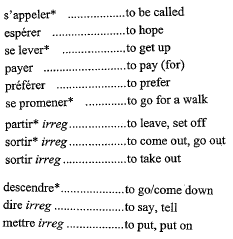 s'appeler* ..................to be called
espérer ..................to hope
se lever* ..................to get up
payer ..................to pay (for)
préférer ..................to prefer
se promener* ............to go for a walk
partir* irreg ..................to leave, set off
sortir* irreg ..................to come out, go out
sortir irreg ..................to take out
descendre* ..................to go/come down
dire irreg ..................to say, tell
mettre irreg ..................to put, put on